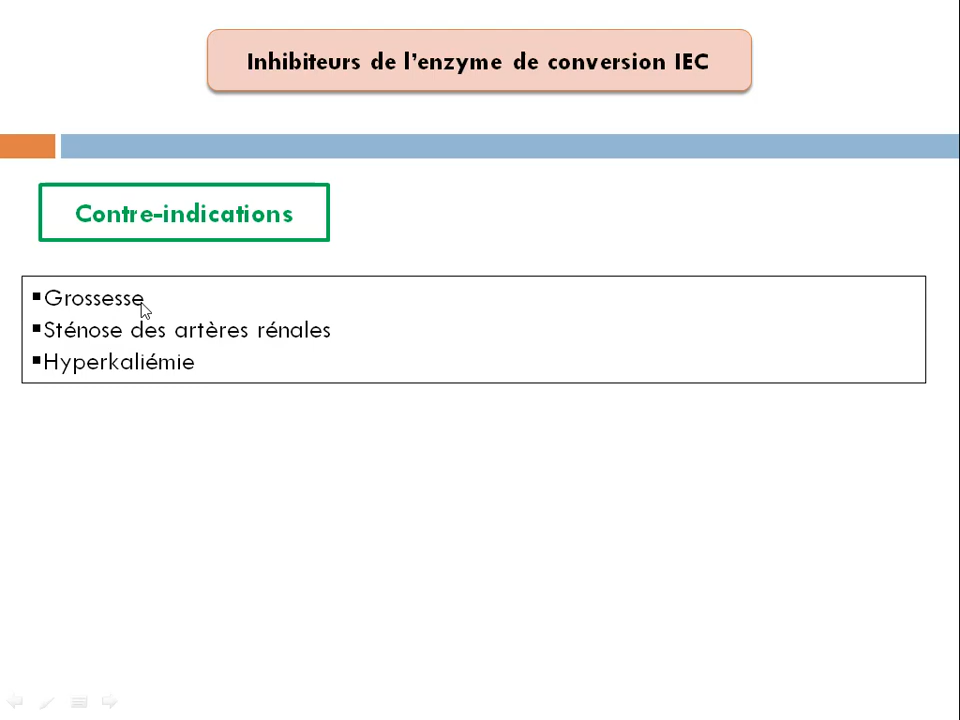 Inhibiteurs de l’enzyme de conversion IEC
Contre-indications
▪Grossesse
▪Sténose des artères rénales
▪Hyperkaliémie